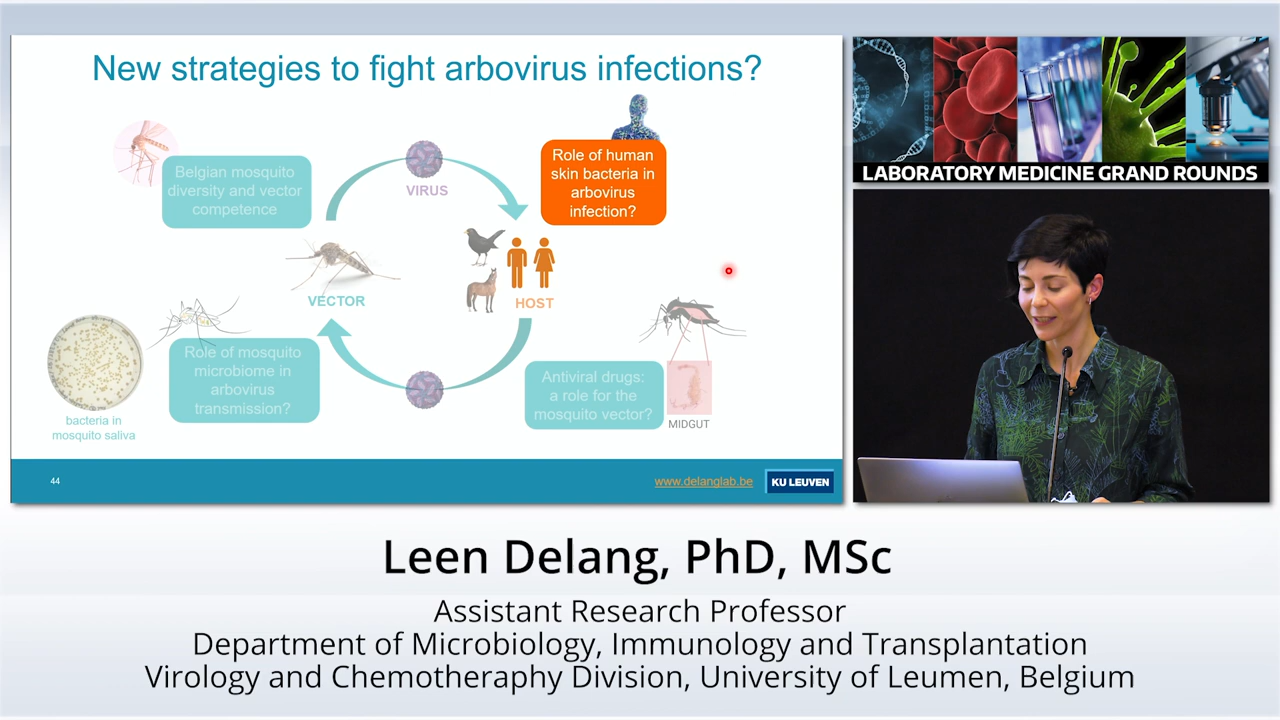 New strategies to fight arbovirus infections?
Belgian mosquito
diversity and vector
competence
VIRUS
Role of human
skin bacteria in
arbovirus
infection?
VECTOR
HOST
Role of mosquito
microbiome in
arbovirus
transmission?
bacteria in
mosquito saliva
Antiviral drugs:
a role for the
mosquito vector?
MIDGUT
44
www.delanglab.be
KU LEUVEN
LABORATORY MEDICINE GRAND ROUNDS
Leen Delang, PhD, MSc
Assistant Research Professor
Department of Microbiology, Immunology and Transplantation
Virology and Chemotheraphy Division, University of Leumen, Belgium